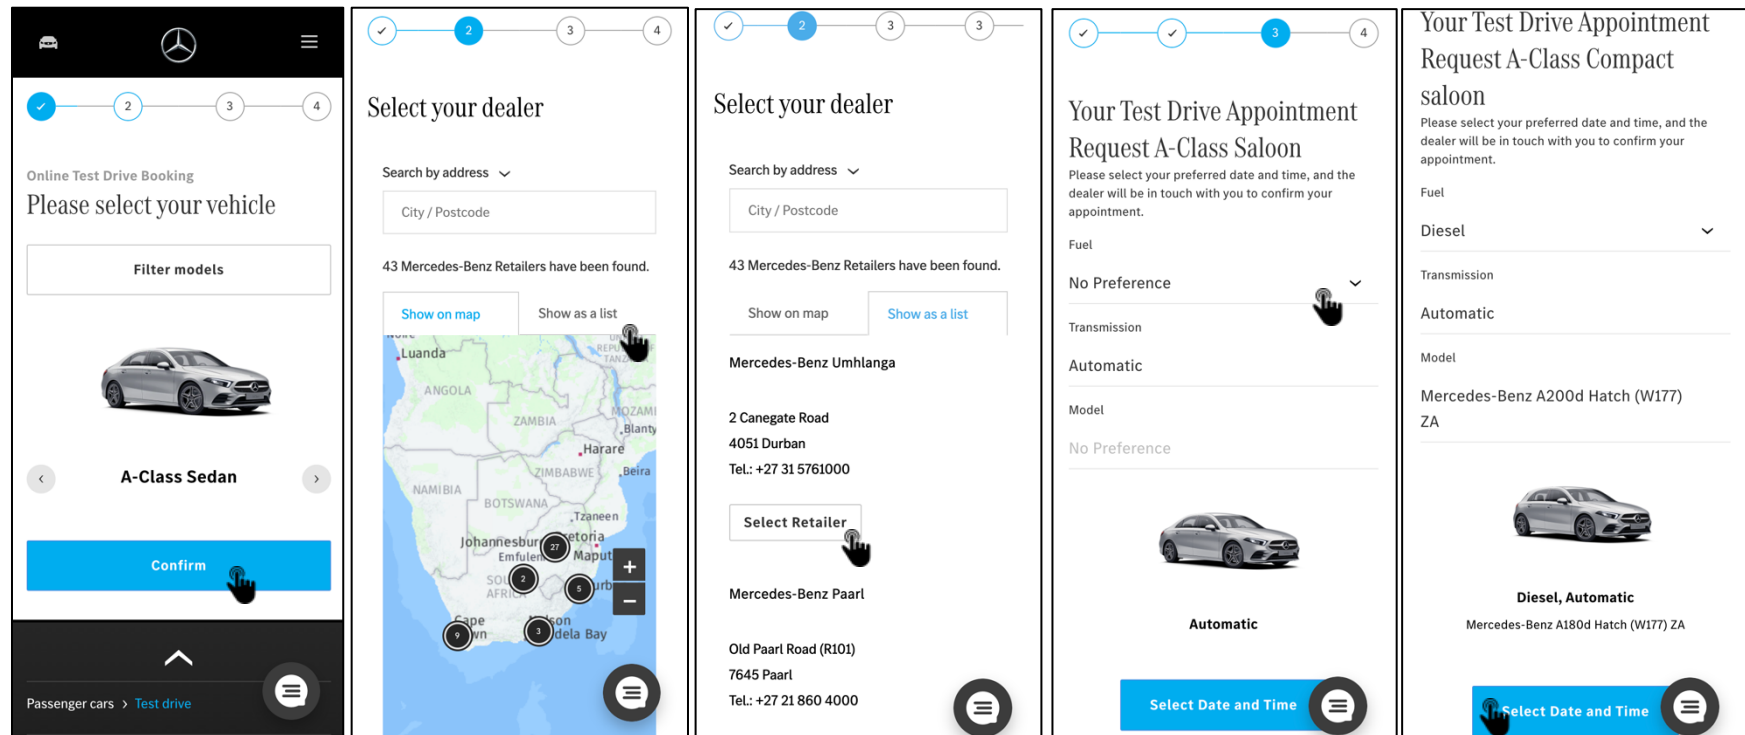 2
3
4
Online Test Drive Booking
Please select your vehicle
Filter models
A-Class Sedan
Confirm
Passenger cars > Test drive
2
3
4
Select your dealer
Search by address
City / Postcode
43 Mercedes-Benz Retailers have been found.
Show on map
Show as a list
Luanda
ANGOLA
ZAMBIA
Harare
ZIMBABWE
Beira
NAMIBIA
BOTSWANA
Tzaneen
Johannesburg
27
2
5
9
3
+
−
2
3
3
Select your dealer
Search by address
City / Postcode
43 Mercedes-Benz Retailers have been found.
Show on map
Show as a list
Mercedes-Benz Umhlanga
2 Canegate Road
4051 Durban
Tel.: +27 31 5761000
Select Retailer
Mercedes-Benz Paarl
Old Paarl Road (R101)
7645 Paarl
Tel.: +27 21 860 4000
3
4
Your Test Drive Appointment
Request A-Class Saloon
Please select your preferred date and time, and the
dealer will be in touch with you to confirm your
appointment.
Fuel
No Preference
Transmission
Automatic
Model
No Preference
Automatic
Select Date and Time
Your Test Drive Appointment
Request A-Class Compact
saloon
Please select your preferred date and time, and the
dealer will be in touch with you to confirm your
appointment.
Fuel
Diesel
Transmission
Automatic
Model
Mercedes-Benz A200d Hatch (W177)
ZA
Diesel, Automatic
Mercedes-Benz A180d Hatch (W177) ZA
Select Date and Time